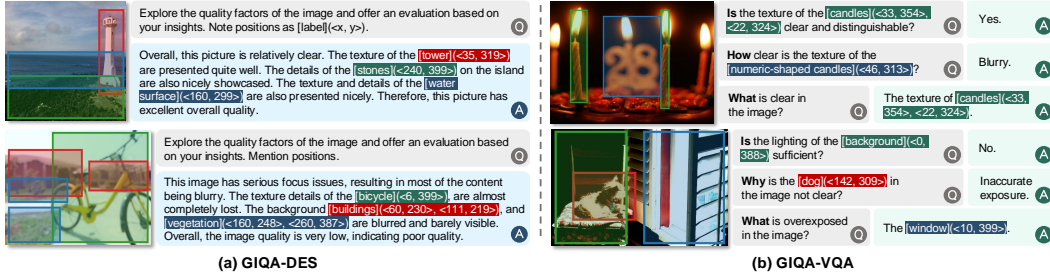 Explore the quality factors of the image and offer an evaluation based on
your insights. Note positions as [label](<x, y>).
Q
Overall, this picture is relatively clear. The texture of the [tower](<35, 319>)
are presented quite well. The details of the [stones](<240, 399>) on the island
are also nicely showcased. The texture and details of the [water
surface](<160, 299>) are also presented nicely. Therefore, this picture has
excellent overall quality.
A
Explore the quality factors of the image and offer an evaluation based
on your insights. Mention positions.
Q
This image has serious focus issues, resulting in most of the content
being blurry. The texture details of the [bicycle](<6, 399>), are almost
completely lost. The background [buildings](<60, 230>, <111, 219>), and
[vegetation](<160, 248>, <260, 387>) are blurred and barely visible.
Overall, the image quality is very low, indicating poor quality.
A
(a) GIQA-DES
Is the texture of the [candles](<33, 354>,
<22, 324>) clear and distinguishable?
Q
Yes.
A
How clear is the texture of the
[numeric-shaped candles](<46, 313>)?
Q
Blurry.
A
What is clear in
the image?
Q
The texture of [candles](<33,
354>, <22, 324>).
A
Is the lighting of the [background](<0,
388>) sufficient?
Q
No.
A
Why is the [dog](<142, 309>) in
the image not clear?
Q
Inaccurate
exposure.
A
What is overexposed
in the image?
Q
The [window](<10, 399>).
A
(b) GIQA-VQA